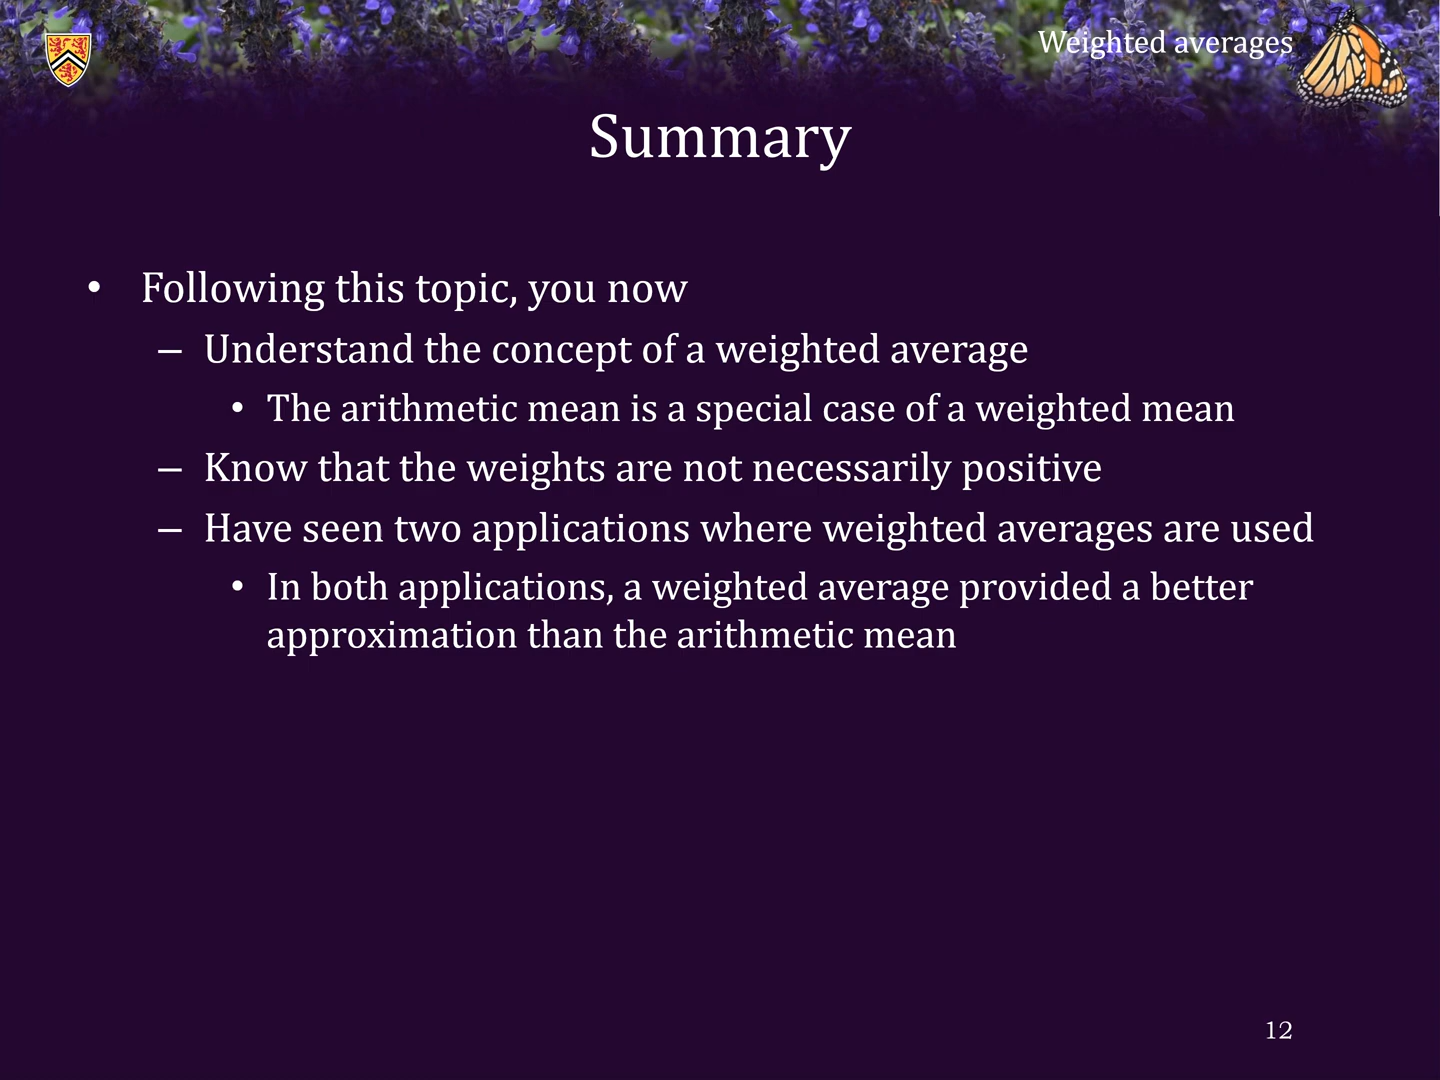 Weighted averages
Summary
• Following this topic, you now
– Understand the concept of a weighted average
• The arithmetic mean is a special case of a weighted mean
– Know that the weights are not necessarily positive
– Have seen two applications where weighted averages are used
• In both applications, a weighted average provided a better
approximation than the arithmetic mean
12